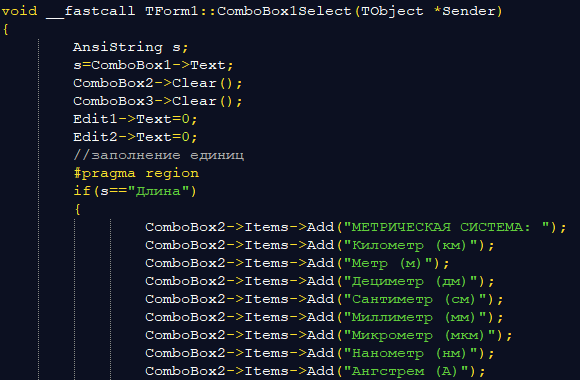 void __fastcall TForm1::ComboBox1Select(TObject *Sender)
{
AnsiString s;
s=ComboBox1->Text;
ComboBox2->Clear();
ComboBox3->Clear();
Edit1->Text=0;
Edit2->Text=0;
//заполнение единиц
#pragma region
if(s=="Длина")
{
ComboBox2->Items->Add("МЕТРИЧЕСКАЯ СИСТЕМА: ");
ComboBox2->Items->Add("Километр (км)");
ComboBox2->Items->Add("Метр (м)");
ComboBox2->Items->Add("Дециметр (дм)");
ComboBox2->Items->Add("Сантиметр (см)");
ComboBox2->Items->Add("Миллиметр (мм)");
ComboBox2->Items->Add("Микрометр (мкм)");
ComboBox2->Items->Add("Нанометр (нм)");
ComboBox2->Items->Add("Ангстрем (А)");